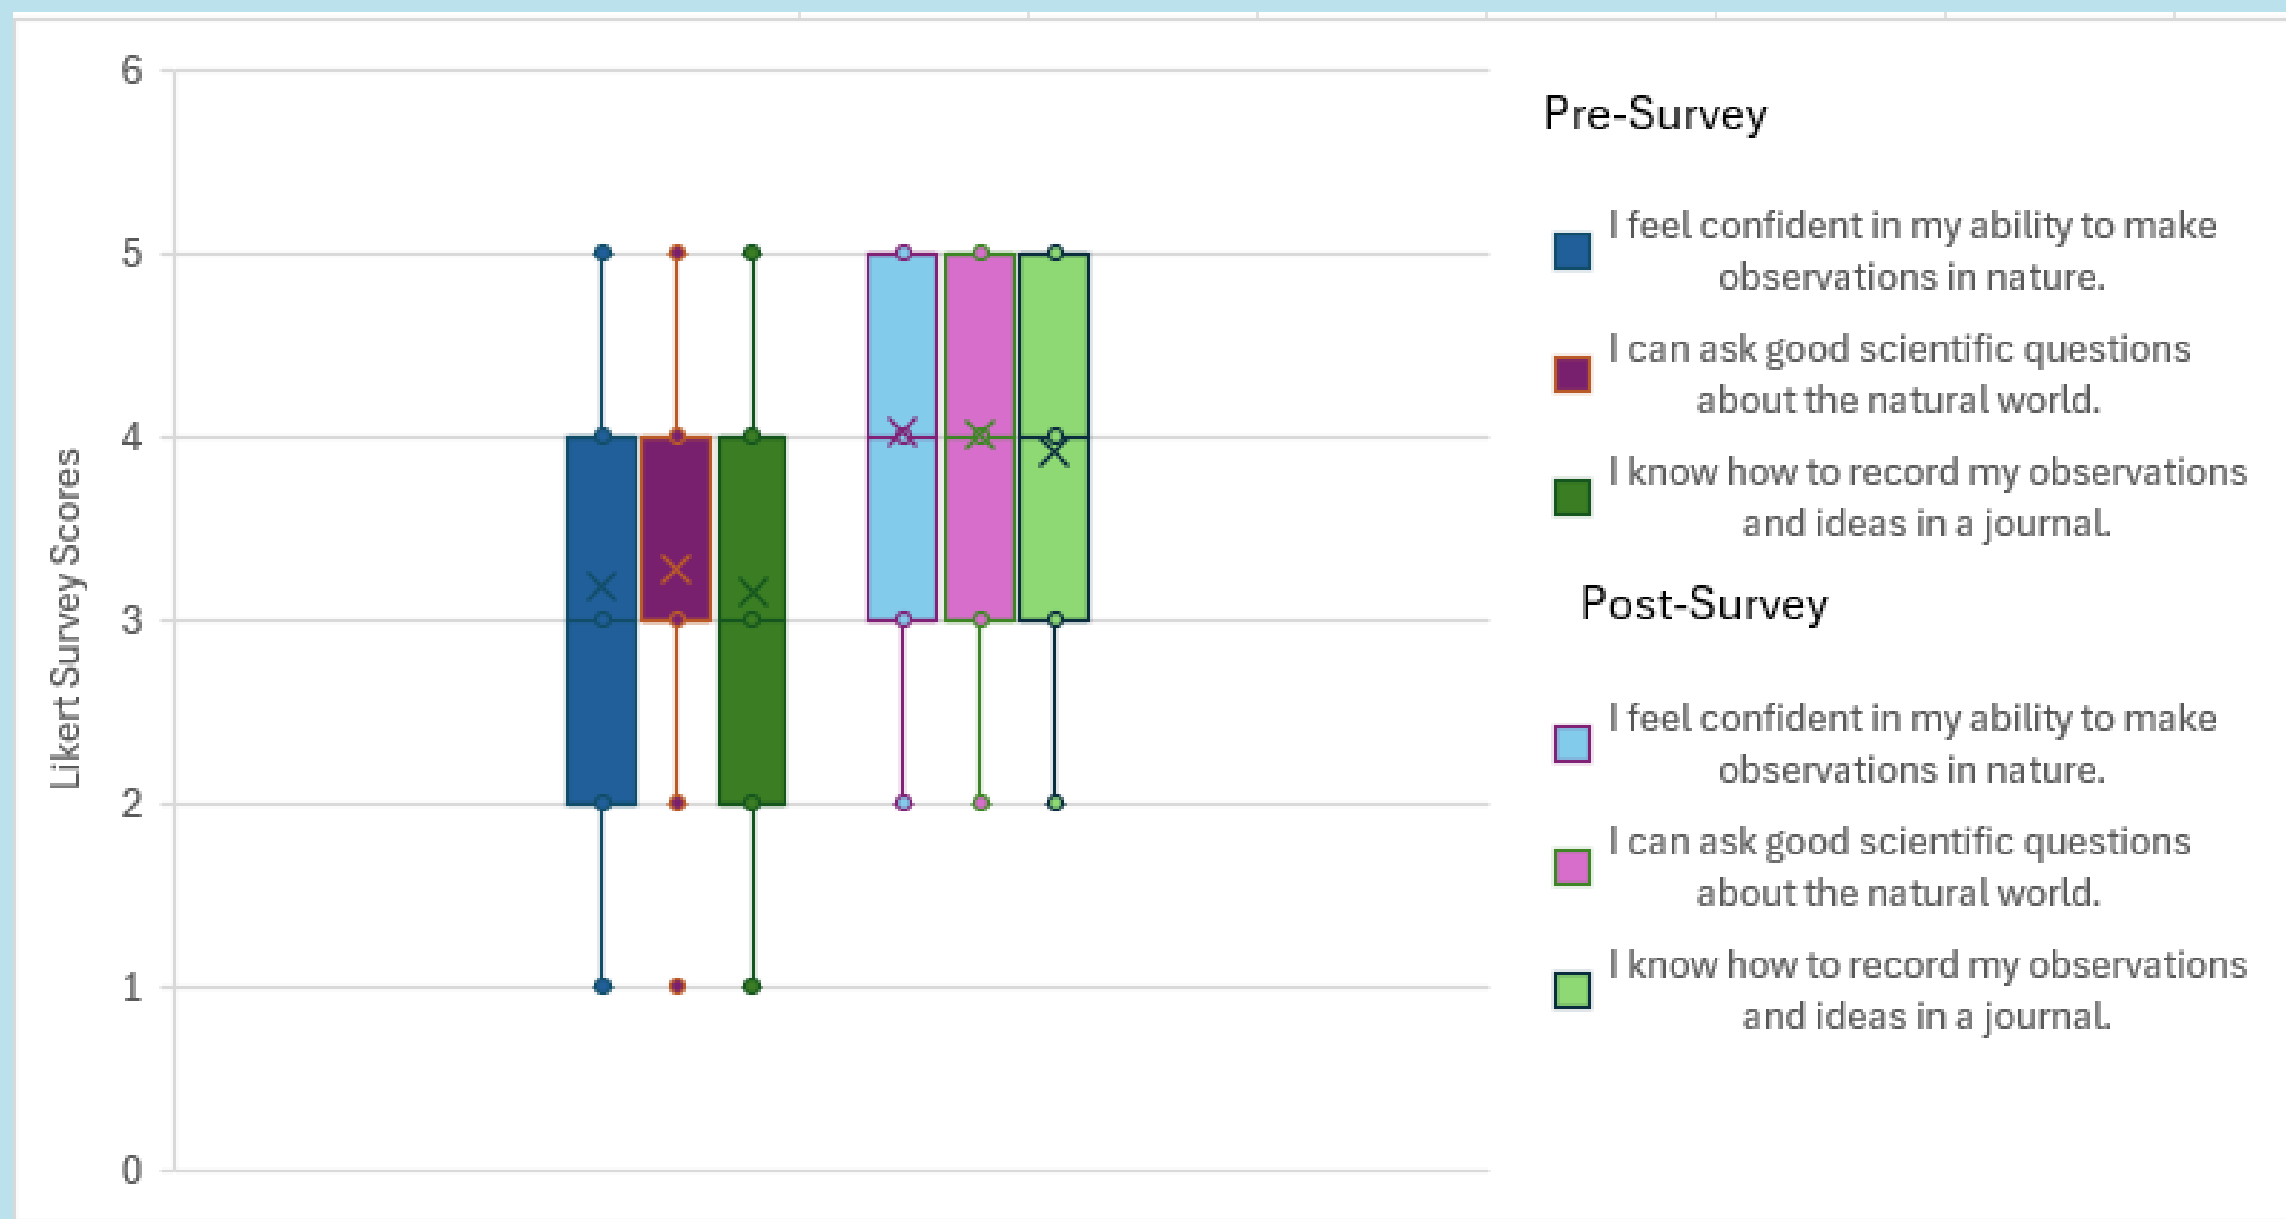 6
5
4
3
2
1
0
Likert Survey Scores
Pre-Survey
I feel confident in my ability to make
observations in nature.
I can ask good scientific questions
about the natural world.
I know how to record my observations
and ideas in a journal.
Post-Survey
I feel confident in my ability to make
observations in nature.
I can ask good scientific questions
about the natural world.
I know how to record my observations
and ideas in a journal.